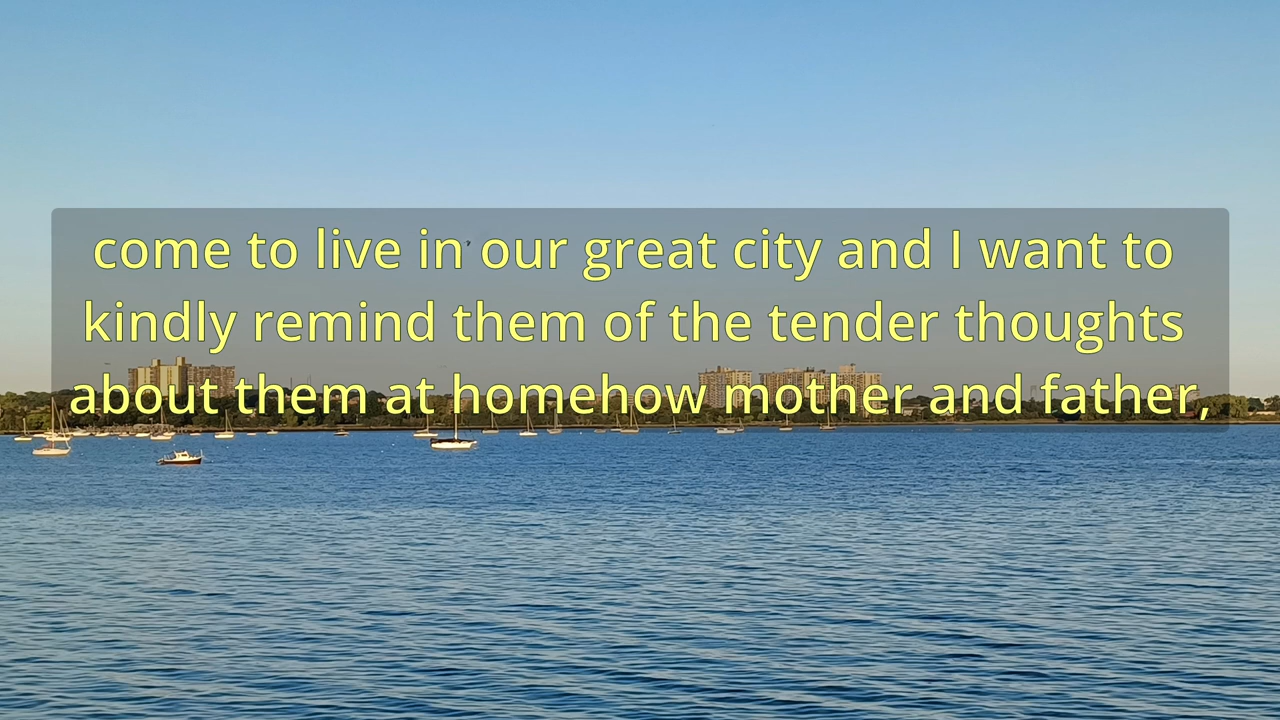 come to live in our great city and I want to
kindly remind them of the tender thoughts
about them at homehow mother and father,